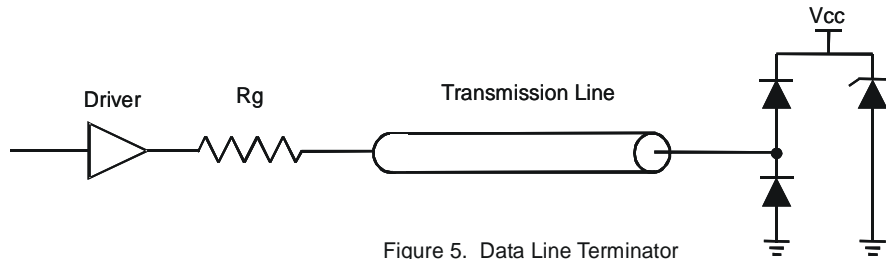 Vcc
Driver
Rg
Transmission Line
Figure 5. Data Line Terminator